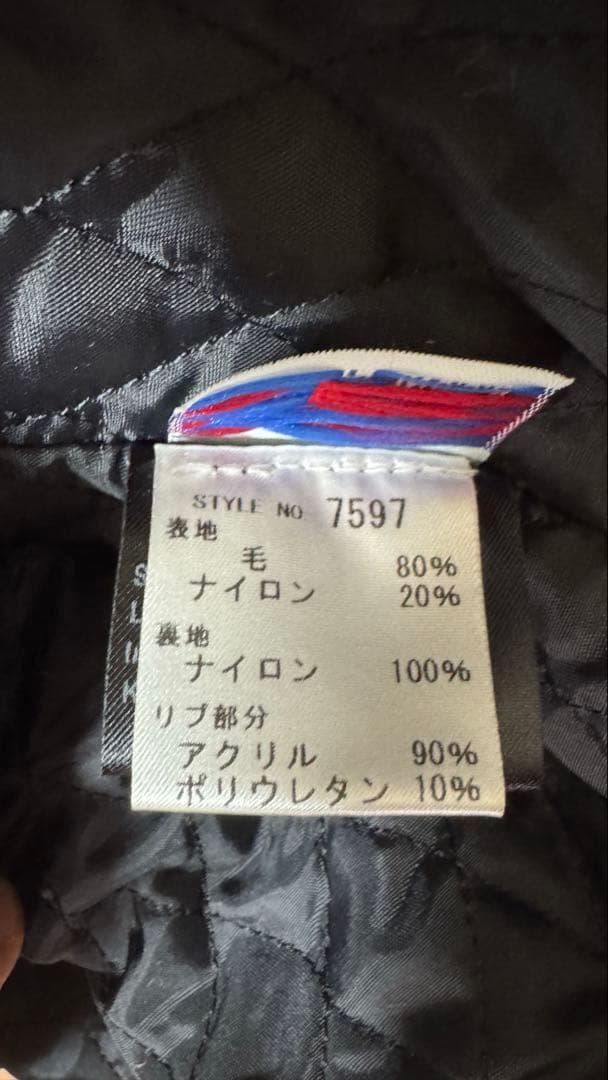 STYLE NO 7597
表地
毛 80%
ナイロン 20%
裏地
ナイロン 100%
リブ部分
アクリル 90%
ポリウレタン 10%